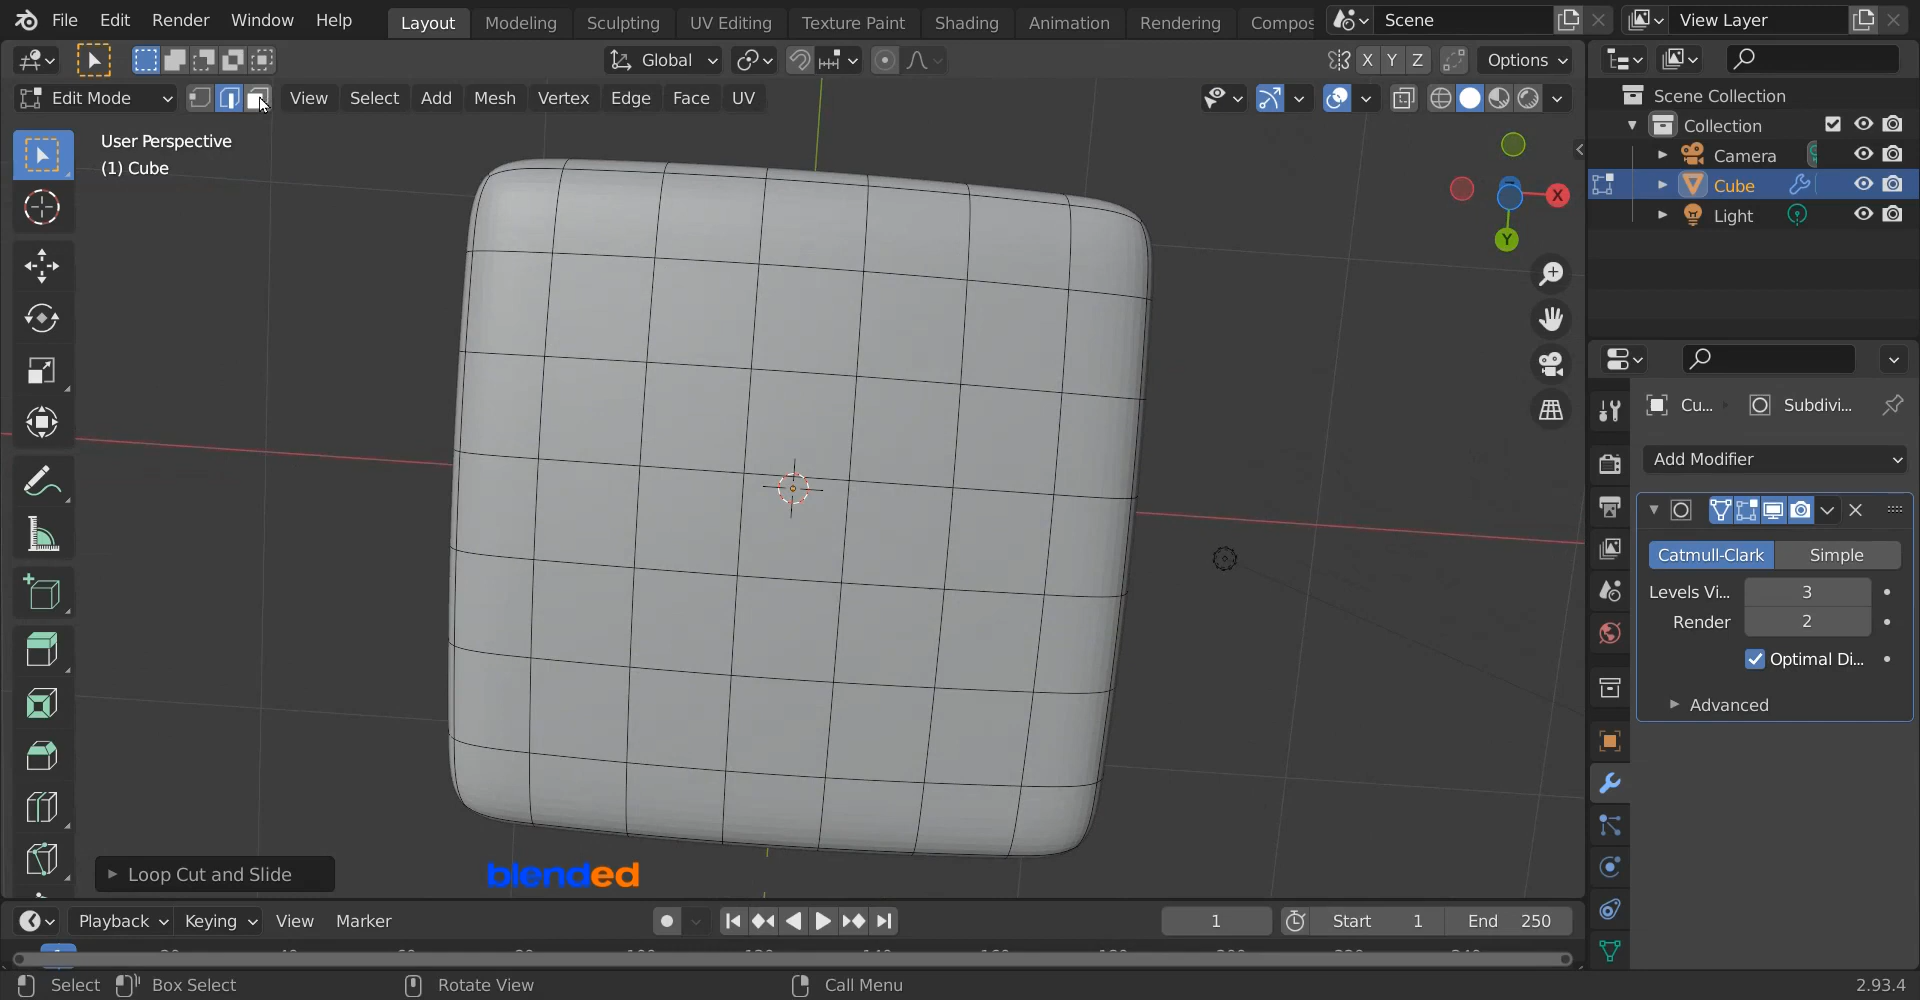 File Edit Render Window Help Layout Modeling Sculpting UV Editing Texture Paint Shading Animation Rendering Compos Scene View Layer
Global X Y Z Options
Edit Mode View Select Add Mesh Vertex Edge Face UV
User Perspective
(1) Cube
X
Y
Scene Collection
Collection
Camera
Cube
Light
Cu... Subdivi...
Add Modifier
Catmull-Clark Simple
Levels Vi... 3
Render 2
Optimal Di...
Advanced
Loop Cut and Slide
blended
Playback Keying View Marker 1 Start 1 End 250
Select Box Select Rotate View Call Menu 2.93.4